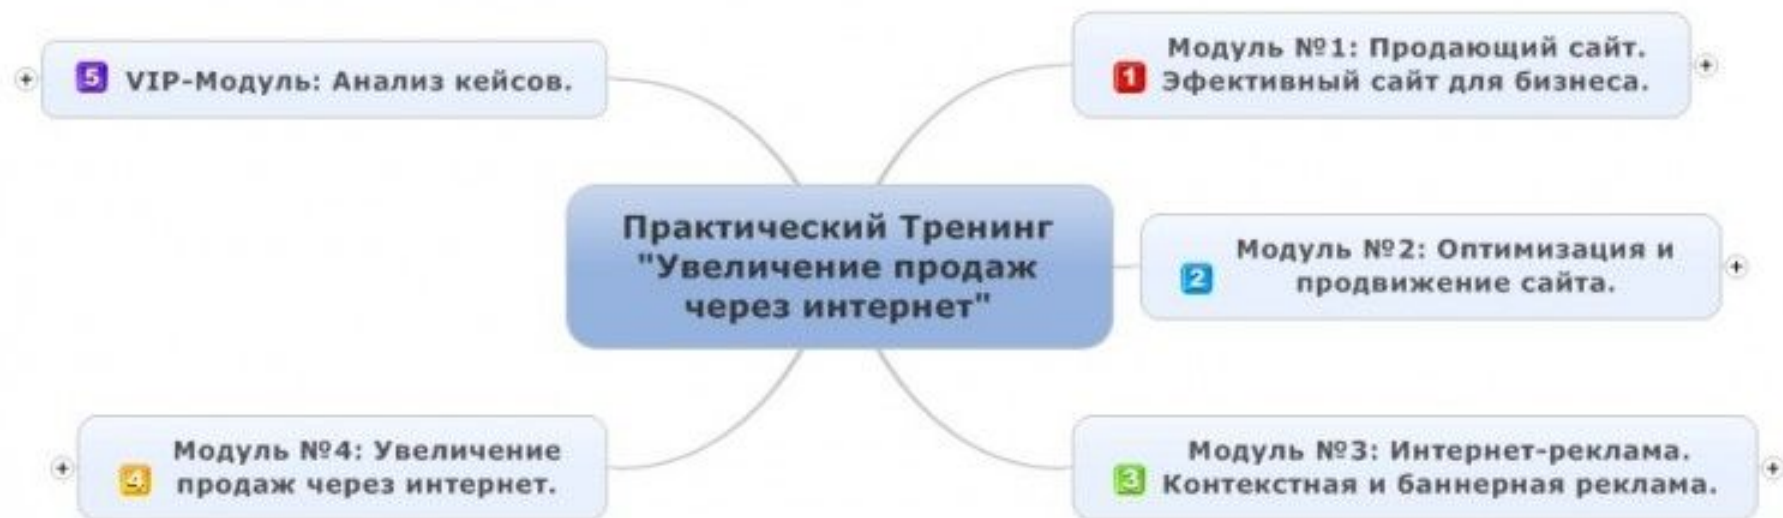 Практический Тренинг
"Увеличение продаж
через интернет"
1
Модуль №1: Продающий сайт.
Эфективный сайт для бизнеса.
2
Модуль №2: Оптимизация и
продвижение сайта.
3
Модуль №3: Интернет-реклама.
Контекстная и баннерная реклама.
4
Модуль №4: Увеличение
продаж через интернет.
5
VIP-Модуль: Анализ кейсов.